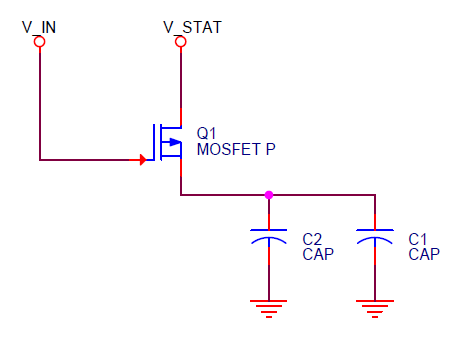 V_IN
V_STAT
Q1
MOSFET P
C2
CAP
C1
CAP